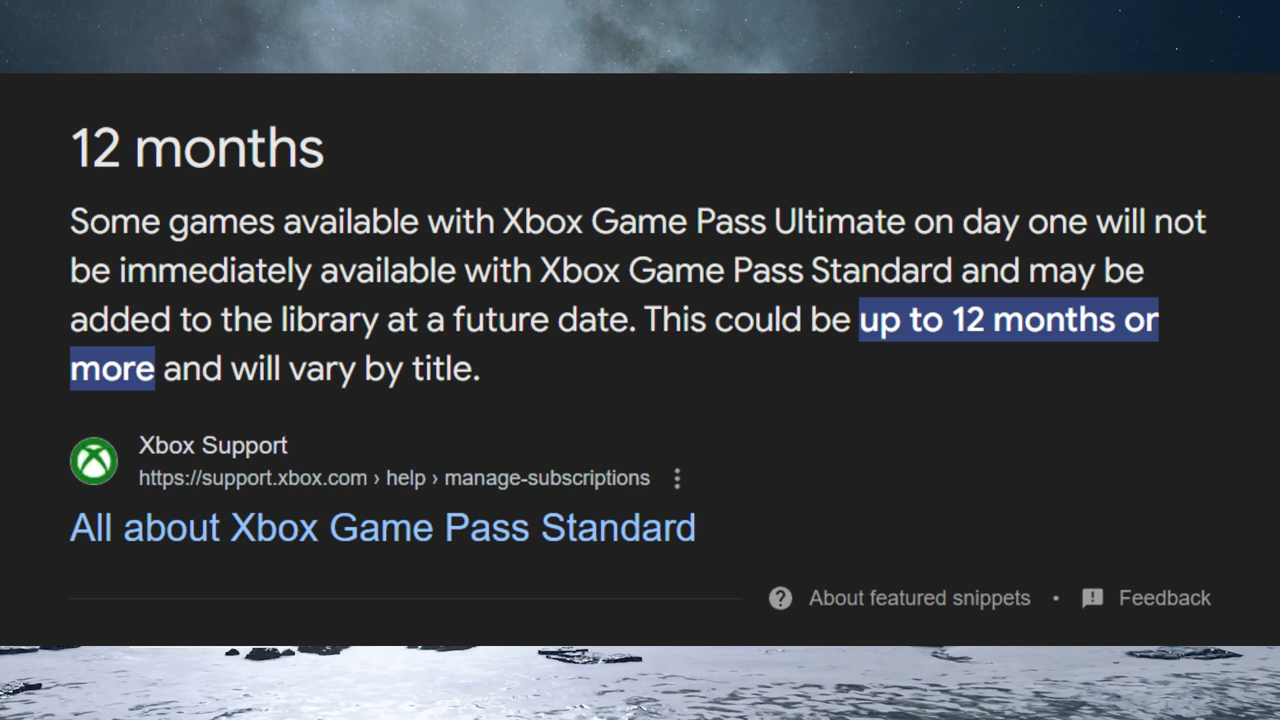 12 months
Some games available with Xbox Game Pass Ultimate on day one will not
be immediately available with Xbox Game Pass Standard and may be
added to the library at a future date. This could be up to 12 months or
more and will vary by title.
Xbox Support
https://support.xbox.com › help › manage-subscriptions
All about Xbox Game Pass Standard
About featured snippets • Feedback